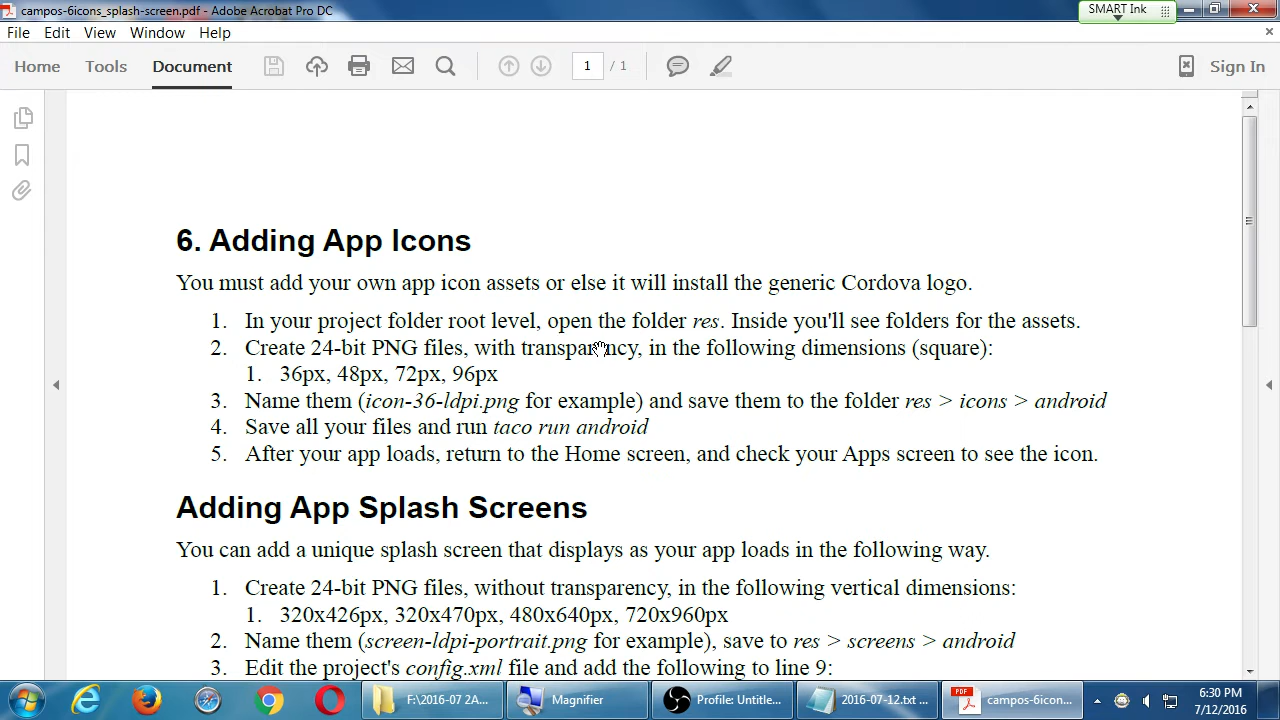 campos-6icons_splash-screen.pdf - Adobe Acrobat Pro DC
SMART Ink
File Edit View Window Help
Home Tools Document 1 / 1 Sign In
6. Adding App Icons
You must add your own app icon assets or else it will install the generic Cordova logo.
1. In your project folder root level, open the folder res. Inside you'll see folders for the assets.
2. Create 24-bit PNG files, with transparency, in the following dimensions (square):
1. 36px, 48px, 72px, 96px
3. Name them (icon-36-ldpi.png for example) and save them to the folder res > icons > android
4. Save all your files and run taco run android
5. After your app loads, return to the Home screen, and check your Apps screen to see the icon.
Adding App Splash Screens
You can add a unique splash screen that displays as your app loads in the following way.
1. Create 24-bit PNG files, without transparency, in the following vertical dimensions:
1. 320x426px, 320x470px, 480x640px, 720x960px
2. Name them (screen-ldpi-portrait.png for example), save to res > screens > android
3. Edit the project's config.xml file and add the following to line 9:
F:\2016-07 2A... Magnifier Profile: Untitle... 2016-07-12.txt ... campos-6icon... 6:30 PM
7/12/2016